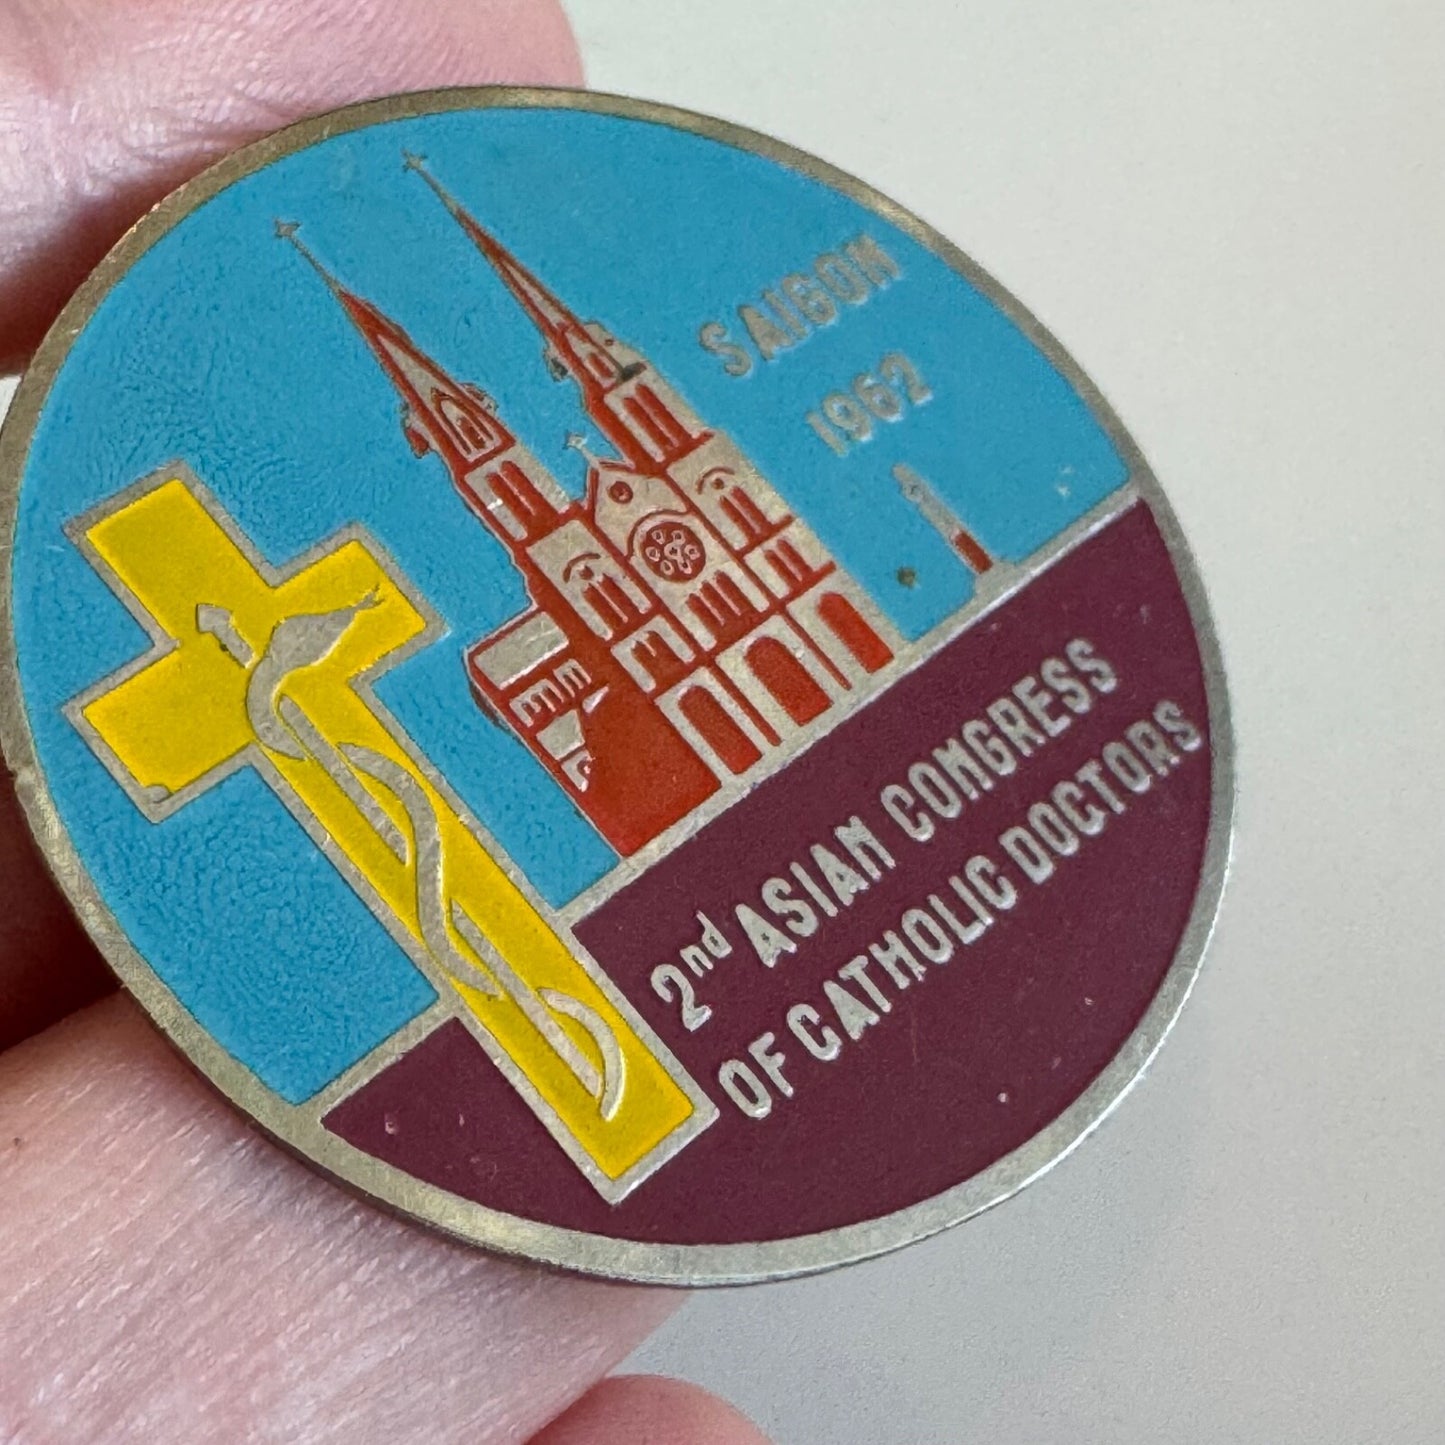 SAIGON
1962
2nd ASIAN CONGRESS
OF CATHOLIC DOCTORS